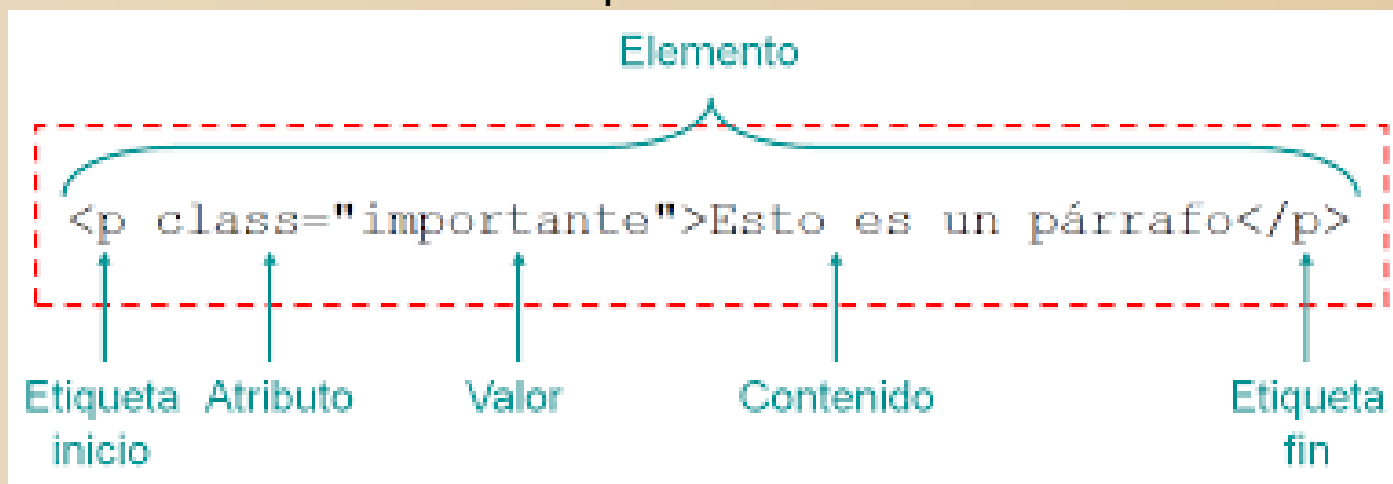 Elemento
<p class="importante">Esto es un párrafo</p>
Etiqueta Atributo Valor Contenido Etiqueta
inicio fin